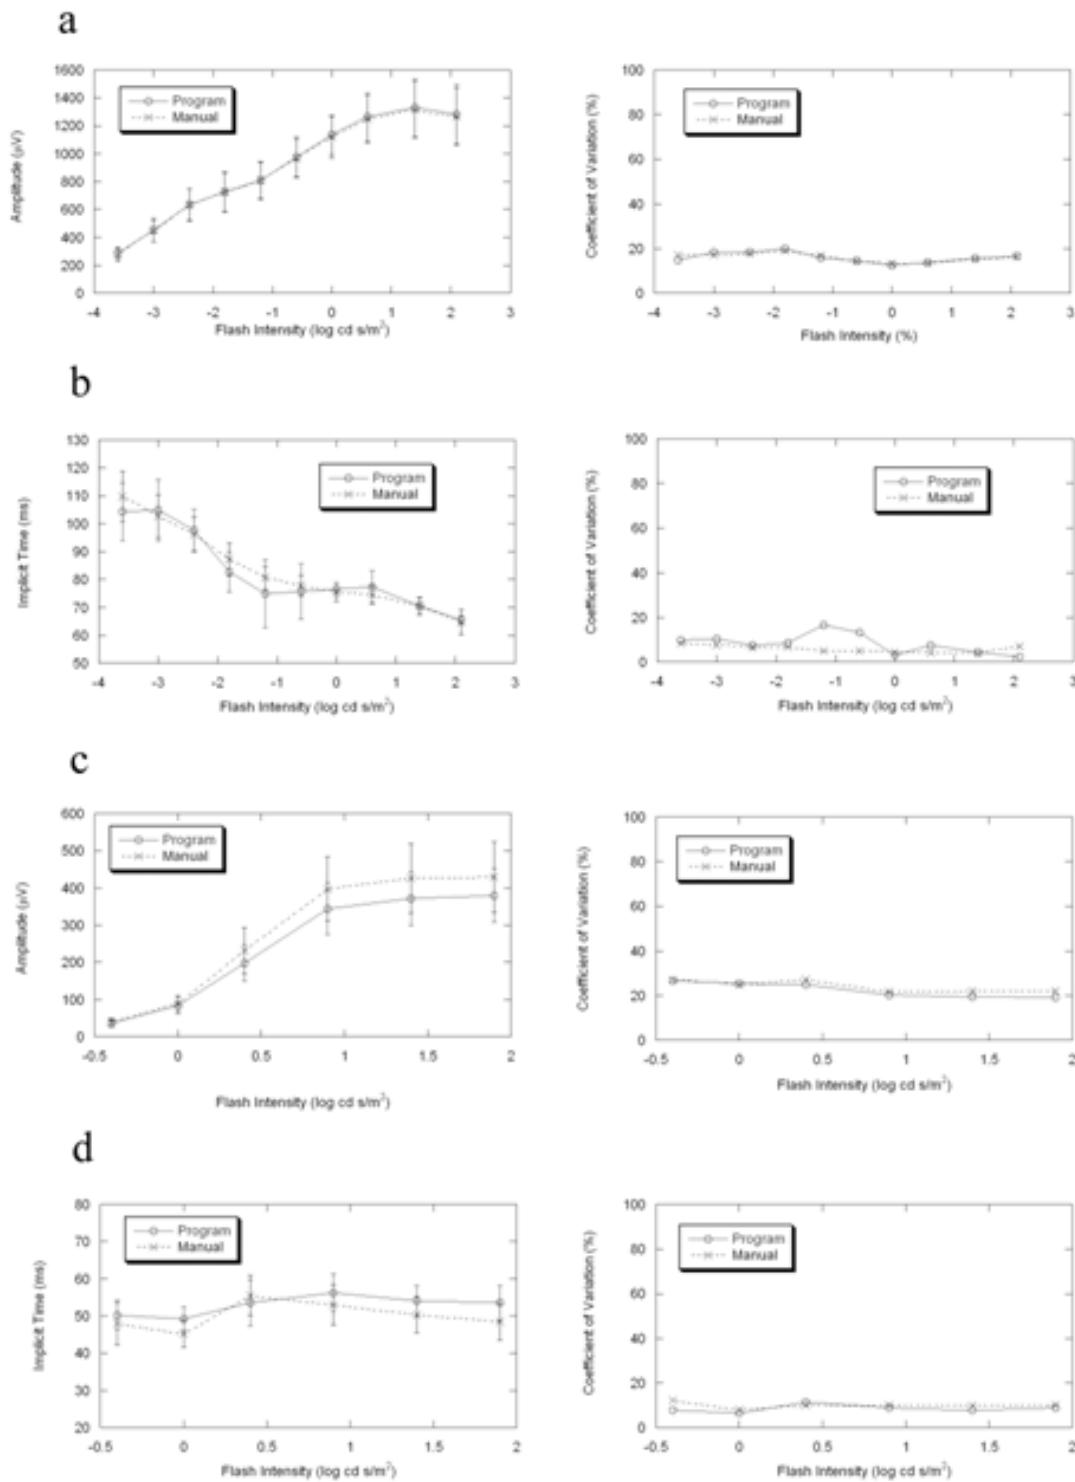 a
1600
1400
1200
1000
800
600
400
200
0
Amplitude (μV)
Program
Manual
-4 -3 -2 -1 0 1 2 3
Flash Intensity (log cd s/m²)
100
80
60
40
20
0
Coefficient of Variation (%)
Program
Manual
-4 -3 -2 -1 0 1 2 3
Flash Intensity (%)
b
130
120
110
100
90
80
70
60
50
Implicit Time (ms)
Program
Manual
-4 -3 -2 -1 0 1 2 3
Flash Intensity (log cd s/m²)
100
80
60
40
20
0
Coefficient of Variation (%)
Program
Manual
-4 -3 -2 -1 0 1 2 3
Flash Intensity (log cd s/m²)
c
600
500
400
300
200
100
0
Amplitude (μV)
Program
Manual
-0.5 0 0.5 1 1.5 2
Flash Intensity (log cd s/m²)
100
80
60
40
20
0
Coefficient of Variation (%)
Program
Manual
-0.5 0 0.5 1 1.5 2
Flash Intensity (log cd s/m²)
d
80
70
60
50
40
30
20
Implicit Time (ms)
Program
Manual
-0.5 0 0.5 1 1.5 2
Flash Intensity (log cd s/m²)
100
80
60
40
20
0
Coefficient of Variation (%)
Program
Manual
-0.5 0 0.5 1 1.5 2
Flash Intensity (log cd s/m²)